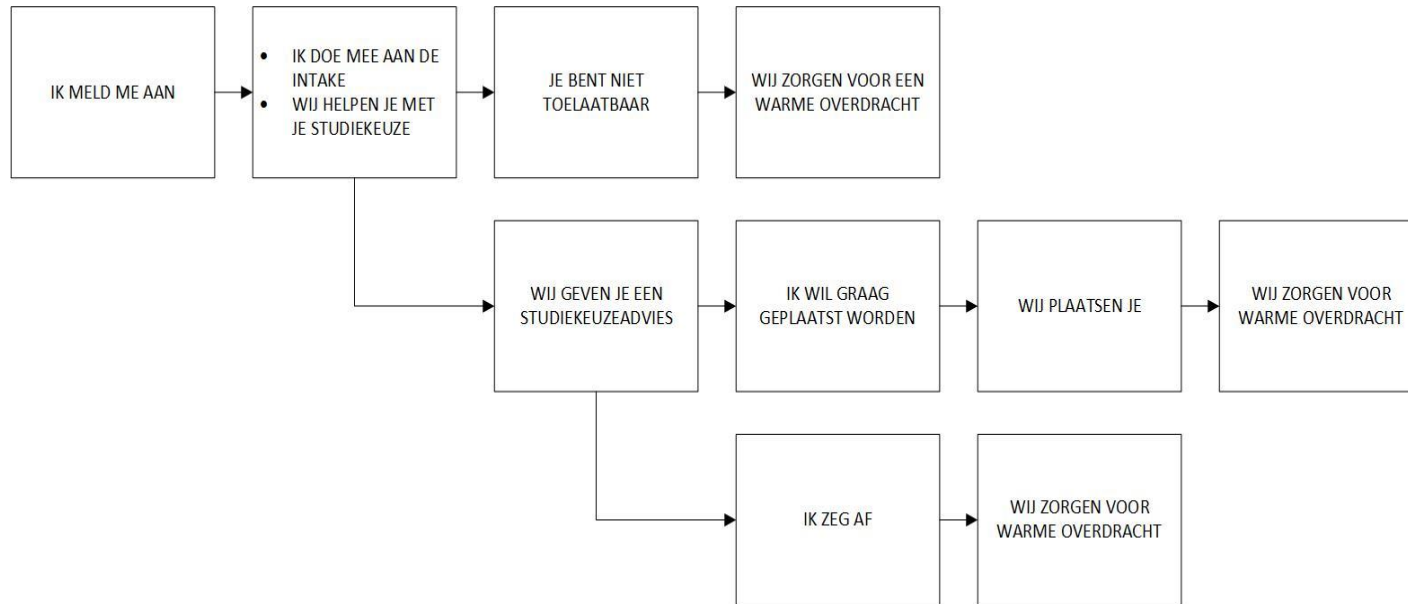 IK MELD ME AAN
• IK DOE MEE AAN DE
INTAKE
• WIJ HELPEN JE MET
JE STUDIEKEUZE
JE BENT NIET
TOELAATBAAR
WIJ ZORGEN VOOR EEN
WARME OVERDRACHT
WIJ GEVEN JE EEN
STUDIEKEUZEADVIES
IK WIL GRAAG
GEPLAATST WORDEN
WIJ PLAATSEN JE
WIJ ZORGEN VOOR
WARME OVERDRACHT
IK ZEG AF
WIJ ZORGEN VOOR
WARME OVERDRACHT